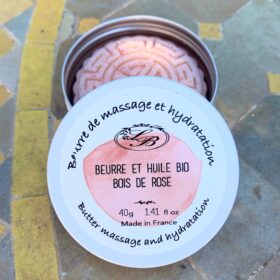 Beurre de massage et hydratation
LB
BEURRE ET HUILE BIO
BOIS DE ROSE
40g 1.41 fl oz
Made in France
Butter massage and hydratation